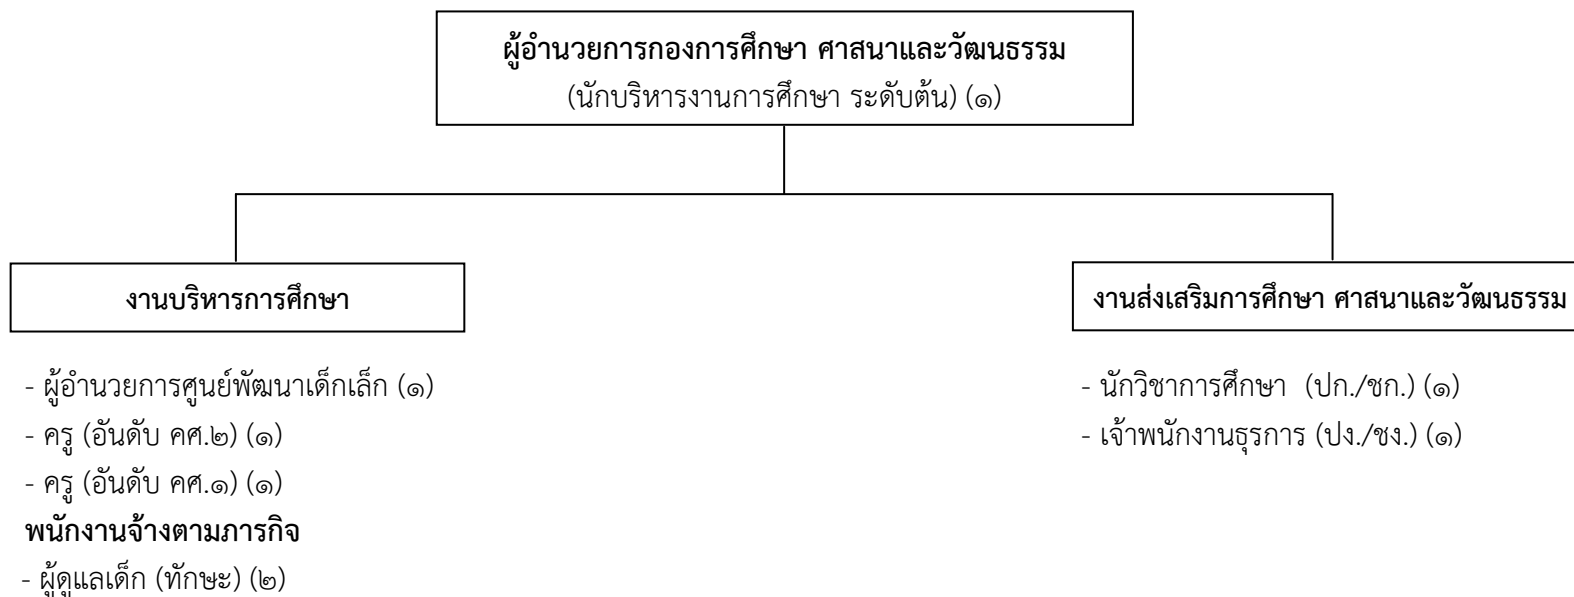 ผู้อำนวยการกองการศึกษา ศาสนาและวัฒนธรรม
(นักบริหารงานการศึกษา ระดับต้น) (๑)
งานบริหารการศึกษา
- ผู้อำนวยการศูนย์พัฒนาเด็กเล็ก (๑)
- ครู (อันดับ คศ.๒) (๑)
- ครู (อันดับ คศ.๑) (๑)
พนักงานจ้างตามภารกิจ
- ผู้ดูแลเด็ก (ทักษะ) (๒)
งานส่งเสริมการศึกษา ศาสนาและวัฒนธรรม
- นักวิชาการศึกษา (ปก./ชก.) (๑)
- เจ้าพนักงานธุรการ (ปง./ชง.) (๑)